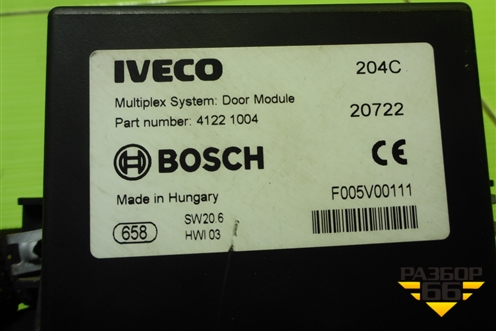 IVECO 204C
Multiplex System: Door Module
Part number: 4122 1004 20722
BOSCH CE
Made in Hungary F005V00111
658 SW20.6
HWI 03
РАЗБОР
66